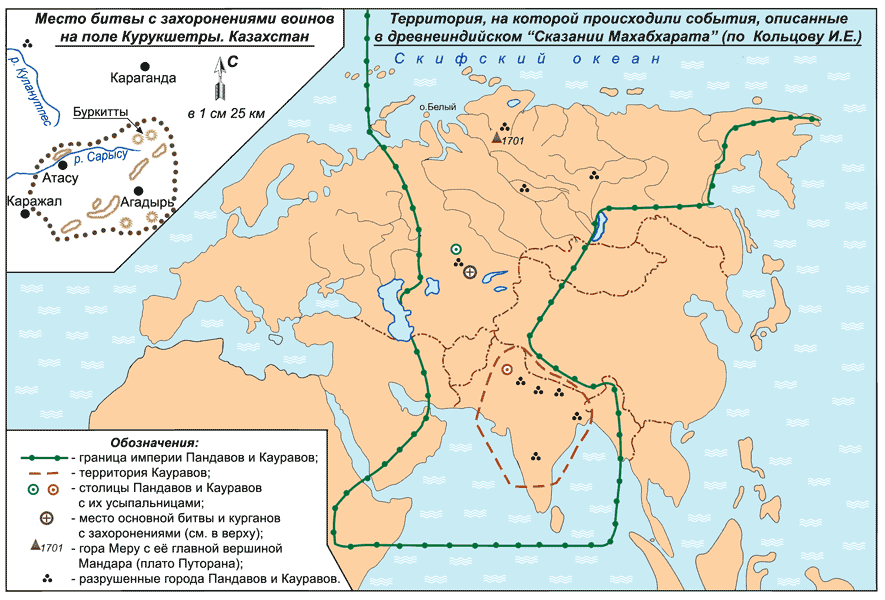 Место битвы с захоронениями воинов
на поле Курукшетры. Казахстан
Территория, на которой происходили события, описанные
в древнеиндийском "Сказании Махабхарата" (по Кольцову И.Е.)
Скифский океан
р. Куланутпес
Караганда
С
в 1 см 25 км
Буркитты
р. Сарысу
Атасу
Каражал
Агадырь
о.Белый
1701
Обозначения:
- граница империи Пандавов и Кауравов;
- территория Кауравов;
- столицы Пандавов и Кауравов
с их усыпальницами;
- место основной битвы и курганов
с захоронениями (см. в верху);
1701 - гора Меру с её главной вершиной
Мандара (плато Путорана);
- разрушенные города Пандавов и Кауравов.